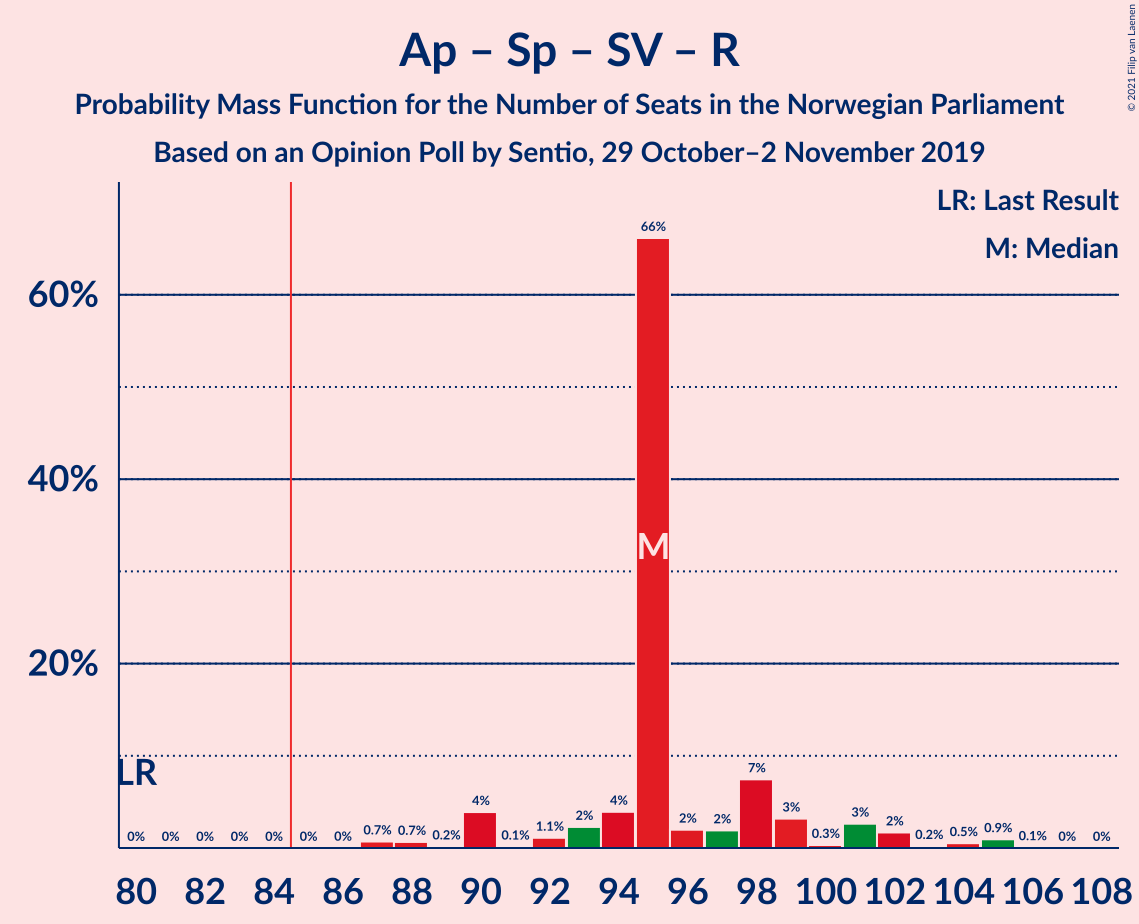 Ap – Sp – SV – R
Probability Mass Function for the Number of Seats in the Norwegian Parliament
Based on an Opinion Poll by Sentio, 29 October–2 November 2019
© 2021 Filip van Laenen
LR: Last Result
M: Median
60%
40%
20%
66%
M
LR
0% 0% 0% 0% 0% 0% 0% 0.7% 0.7% 0.2% 4% 0.1% 1.1% 2% 4% 2% 2% 7% 3% 0.3% 3% 2% 0.2% 0.5% 0.9% 0.1% 0% 0%
80 82 84 86 88 90 92 94 96 98 100 102 104 106 108